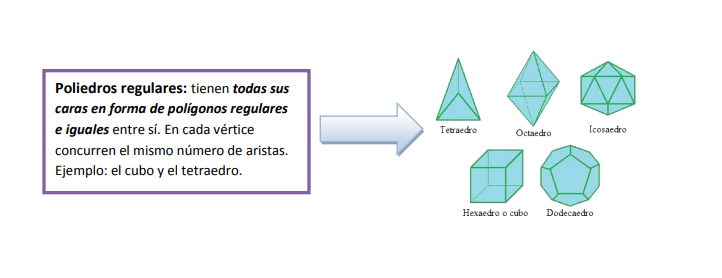 Poliedros regulares: tienen todas sus
caras en forma de polígonos regulares
e iguales entre sí. En cada vértice
concurren el mismo número de aristas.
Ejemplo: el cubo y el tetraedro.
Tetraedro
Octaedro
Icosaedro
Hexaedro o cubo
Dodecaedro